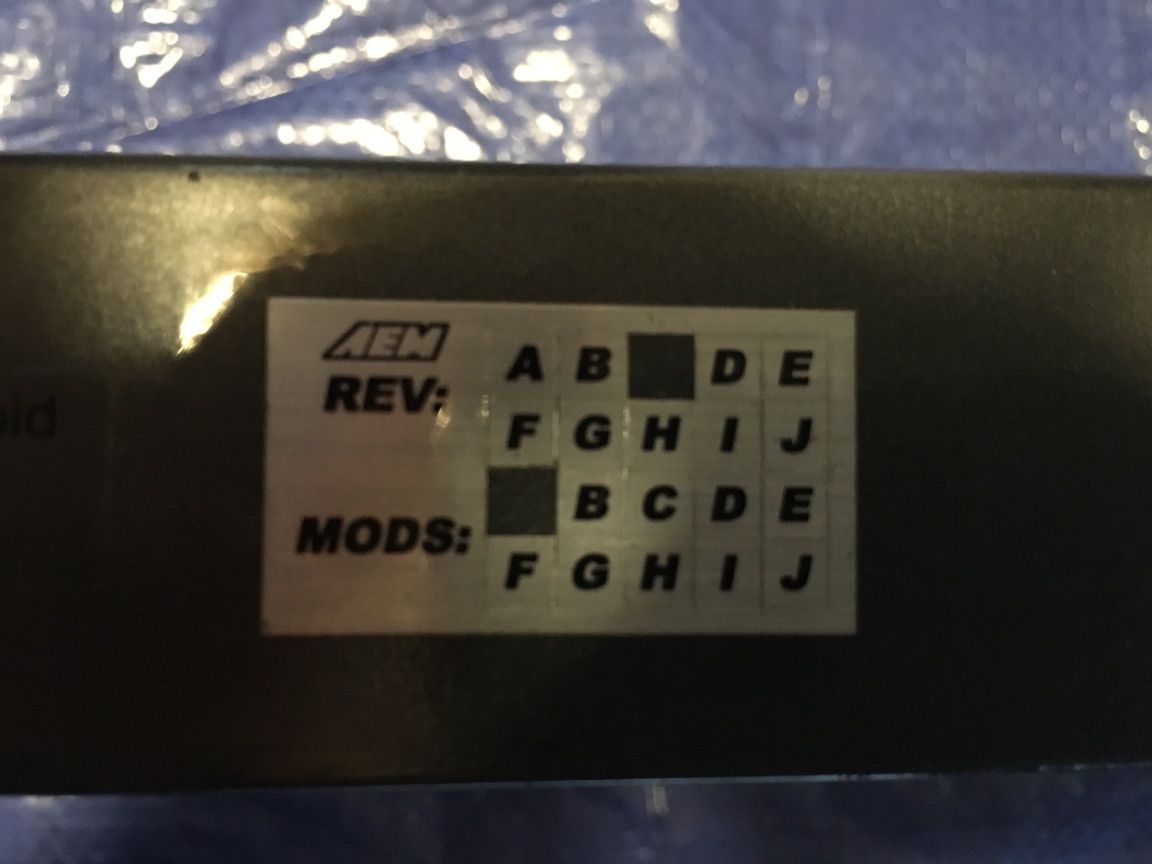 AEM
REV: A B D E
F G H I J
MODS: B C D E
F G H I J